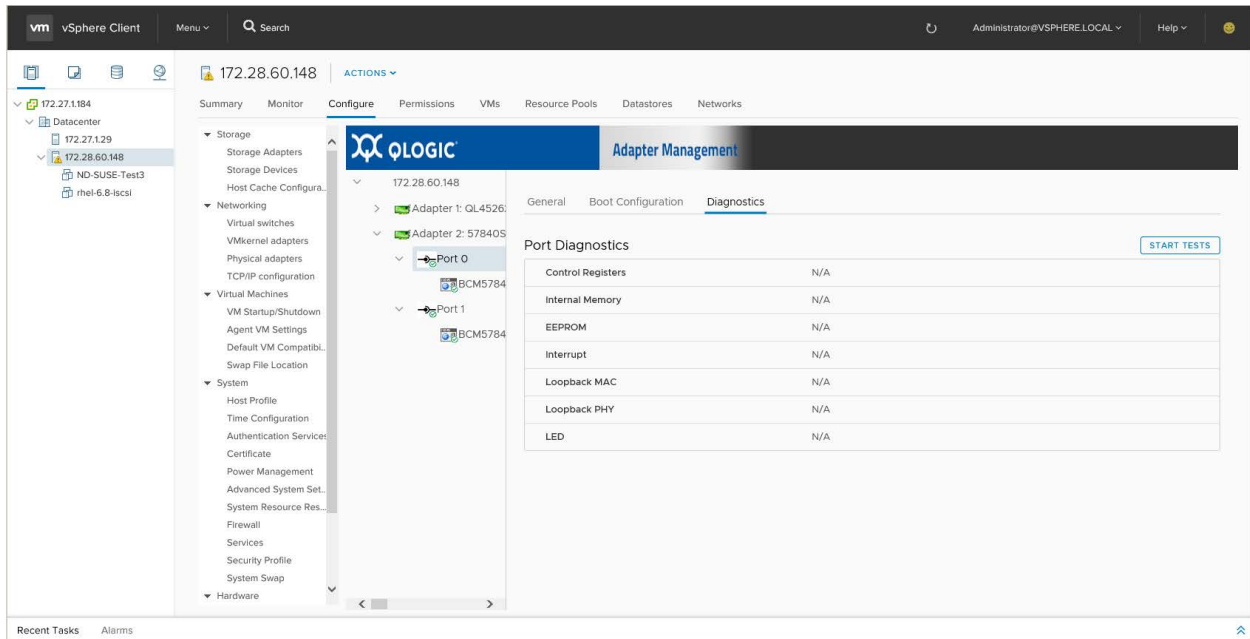 vm vSphere Client Menu Search Administrator@VSPHERE.LOCAL Help
172.27.1.184
Datacenter
172.27.1.29
172.28.60.148
ND-SUSE-Test3
rhel-6.8-iscsi
172.28.60.148 ACTIONS
Summary Monitor Configure Permissions VMs Resource Pools Datastores Networks
Storage
Storage Adapters
Storage Devices
Host Cache Configura..
Networking
Virtual switches
VMkernel adapters
Physical adapters
TCP/IP configuration
Virtual Machines
VM Startup/Shutdown
Agent VM Settings
Default VM Compatibi..
Swap File Location
System
Host Profile
Time Configuration
Authentication Services
Certificate
Power Management
Advanced System Set..
System Resource Res...
Firewall
Services
Security Profile
System Swap
Hardware
QLOGIC Adapter Management
172.28.60.148
Adapter 1: QL4526
Adapter 2: 57840S
Port 0
BCM5784
Port 1
BCM5784
General Boot Configuration Diagnostics
Port Diagnostics START TESTS
Control Registers N/A
Internal Memory N/A
EEPROM N/A
Interrupt N/A
Loopback MAC N/A
Loopback PHY N/A
LED N/A
Recent Tasks Alarms